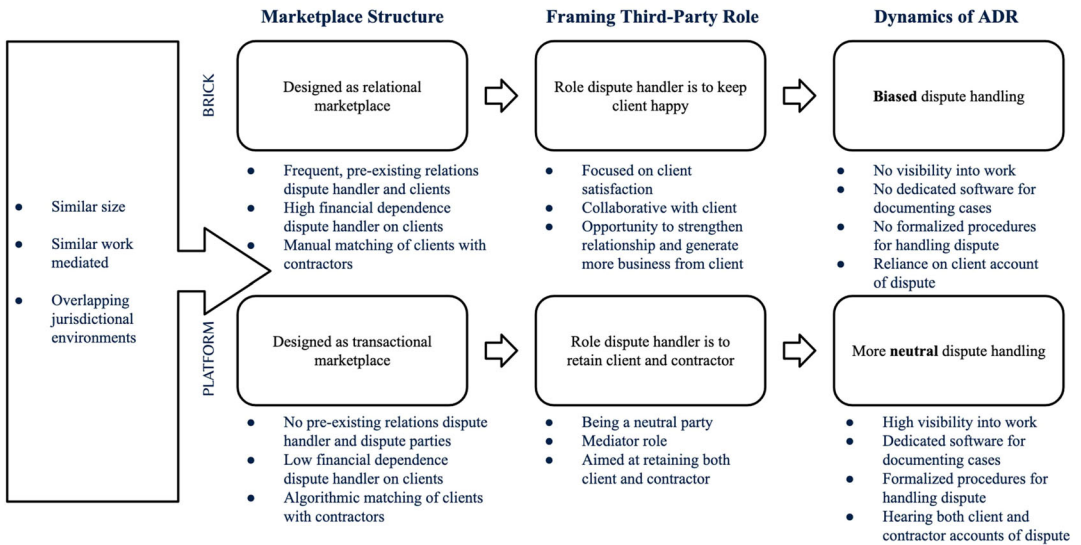 Marketplace Structure
Framing Third-Party Role
Dynamics of ADR
Similar size
Similar work
mediated
Overlapping
jurisdictional
environments
BRICK
Designed as relational
marketplace
Role dispute handler is to keep
client happy
Biased dispute handling
Frequent, pre-existing relations
dispute handler and clients
High financial dependence
dispute handler on clients
Manual matching of clients with
contractors
Focused on client
satisfaction
Collaborative with client
Opportunity to strengthen
relationship and generate
more business from client
No visibility into work
No dedicated software for
documenting cases
No formalized procedures
for handling dispute
Reliance on client account
of dispute
PLATFORM
Designed as transactional
marketplace
Role dispute handler is to
retain client and contractor
More neutral dispute handling
No pre-existing relations dispute
handler and dispute parties
Low financial dependence
dispute handler on clients
Algorithmic matching of clients
with contractors
Being a neutral party
Mediator role
Aimed at retaining both
client and contractor
High visibility into work
Dedicated software for
documenting cases
Formalized procedures for
handling dispute
Hearing both client and
contractor accounts of dispute